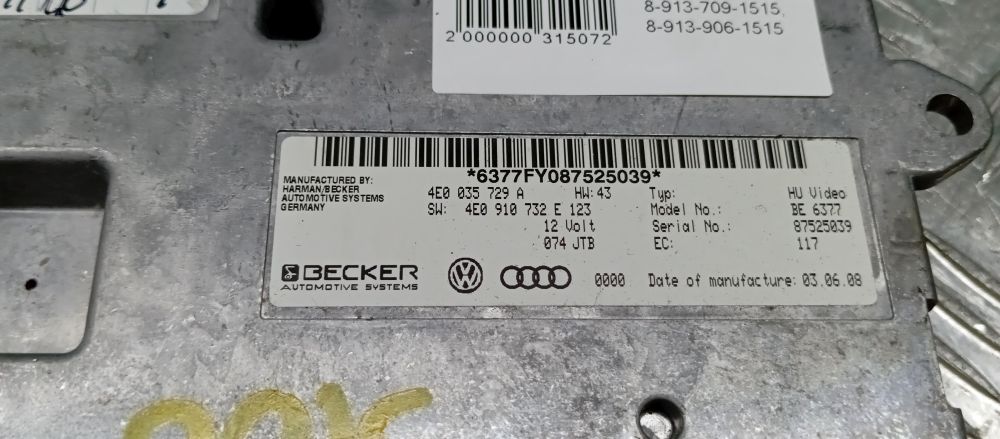 8-913-709-1515,
8-913-906-1515
2 000000 315072
*6377FY087525039*
MANUFACTURED BY:
HARMAN/BECKER
AUTOMOTIVE SYSTEMS
GERMANY
4E0 035 729 A HW: 43
SW: 4E0 910 732 E 123
12 Volt
074 JTB
Typ: HU Video
Model No.: BE 6377
Serial No.: 87525039
EC: 117
BECKER
AUTOMOTIVE SYSTEMS
0000 Date of manufacture: 03.06.08